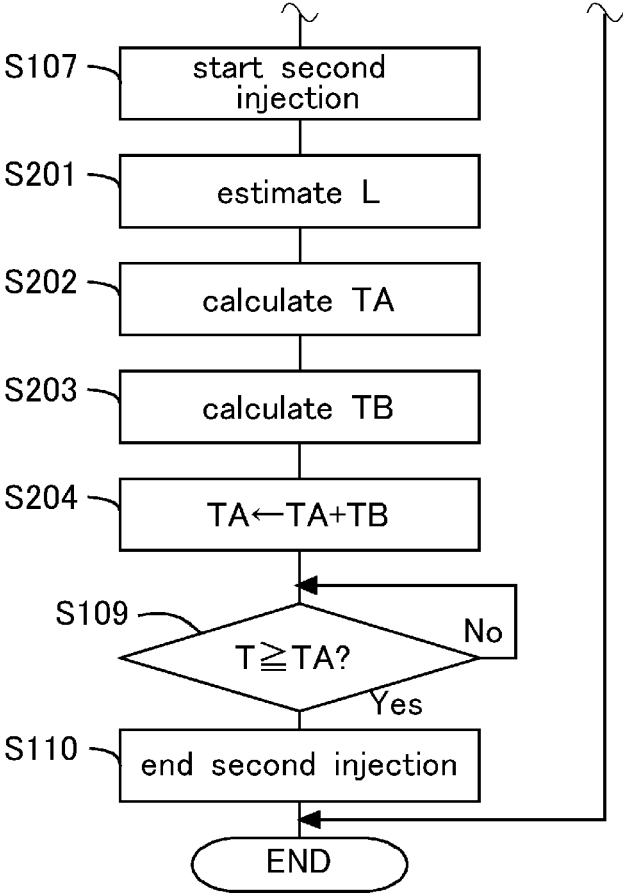 S107
start second
injection
S201
estimate L
S202
calculate TA
S203
calculate TB
S204
TA←TA+TB
S109
T≧TA?
No
Yes
S110
end second injection
END